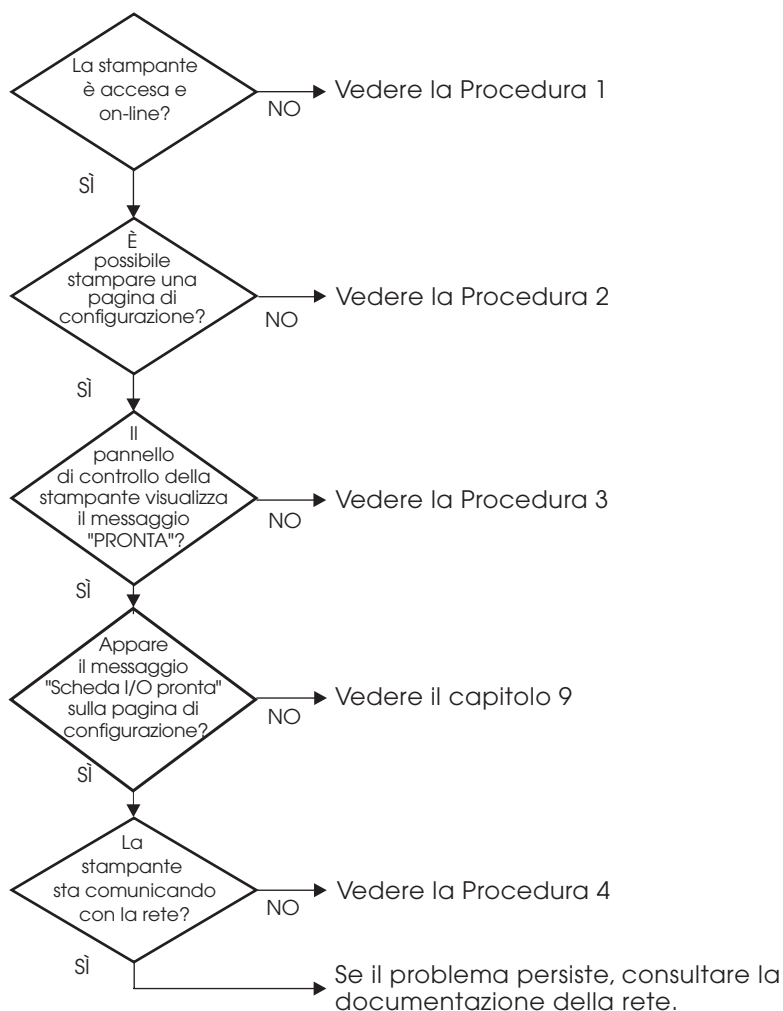 La stampante
è accesa e
on-line?
NO
Vedere la Procedura 1
SÌ
È
possibile
stampare una
pagina di
configurazione?
NO
Vedere la Procedura 2
SÌ
Il
pannello
di controllo della
stampante visualizza
il messaggio
"PRONTA"?
NO
Vedere la Procedura 3
SÌ
Appare
il messaggio
"Scheda I/O pronta"
sulla pagina di
configurazione?
NO
Vedere il capitolo 9
SÌ
La
stampante
sta comunicando
con la rete?
NO
Vedere la Procedura 4
SÌ
Se il problema persiste, consultare la
documentazione della rete.